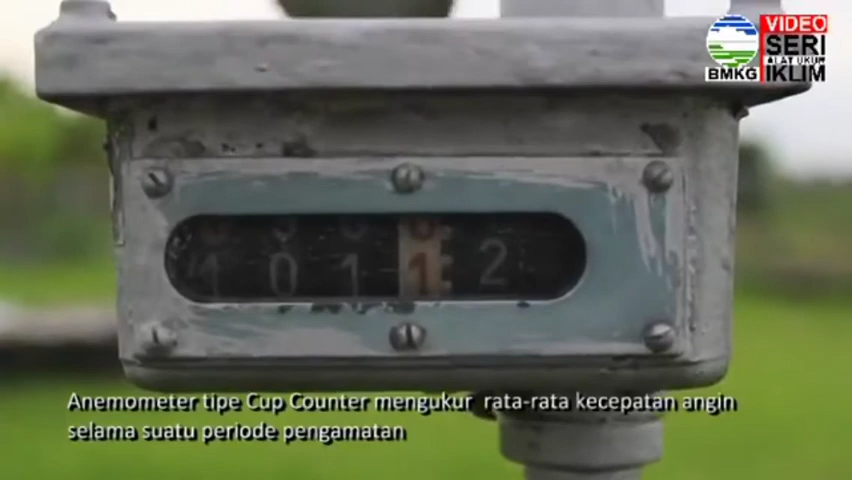 VIDEO
SERI
ALAT UKUR
IKLIM
BMKG
1 0 1 1 2
Anemometer tipe Cup Counter mengukur rata-rata kecepatan angin
selama suatu periode pengamatan